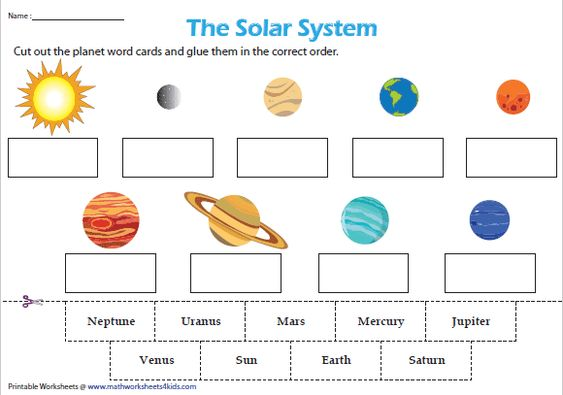 Name :
The Solar System
Cut out the planet word cards and glue them in the correct order.
Neptune Uranus Mars Mercury Jupiter
Venus Sun Earth Saturn
Printable Worksheets @ www.mathworksheets4kids.com